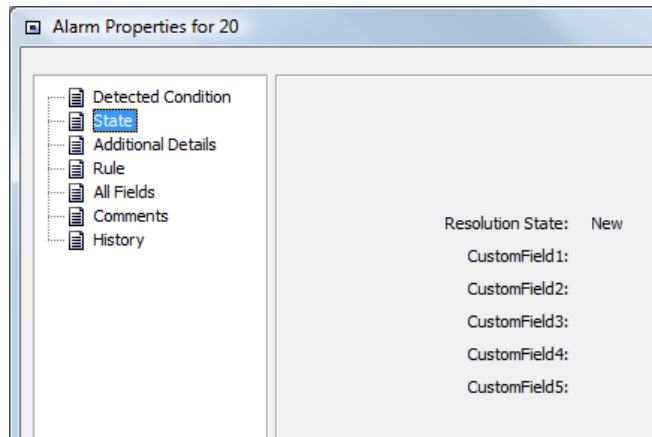 Alarm Properties for 20
Detected Condition
State
Additional Details
Rule
All Fields
Comments
History
Resolution State: New
CustomField1:
CustomField2:
CustomField3:
CustomField4:
CustomField5: